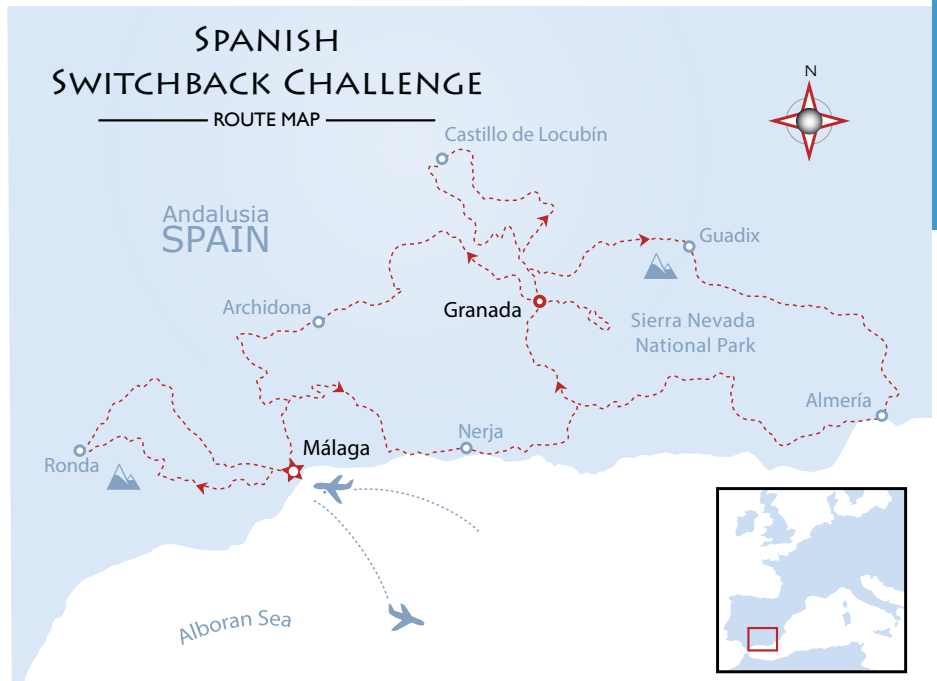 SPANISH
SWITCHBACK CHALLENGE
ROUTE MAP
N
Castillo de Locubín
Andalusia
SPAIN
Guadix
Archidona
Granada
Sierra Nevada
National Park
Almería
Nerja
Málaga
Ronda
Alboran Sea